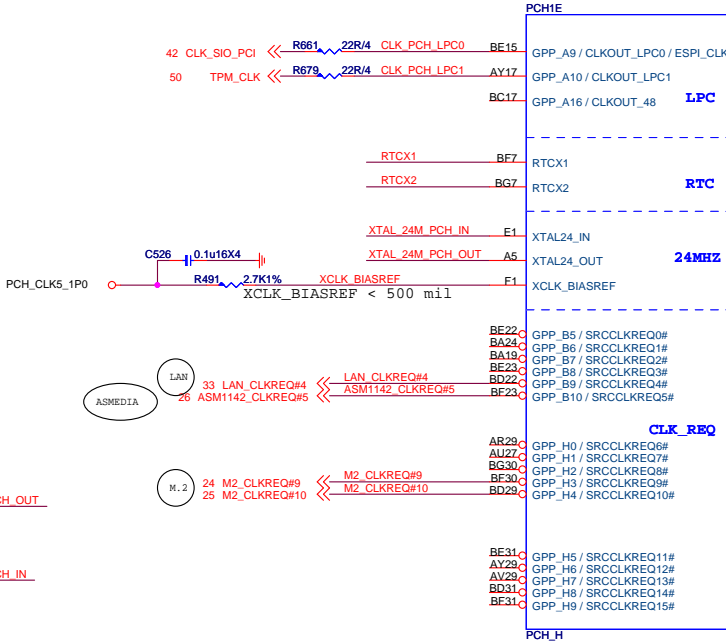 PCH1E
42 CLK_SIO_PCI R661 22R/4 CLK_PCH_LPC0 BE15 GPP_A9 / CLKOUT_LPC0 / ESPI_CLK
50 TPM_CLK R679 22R/4 CLK_PCH_LPC1 AY17 GPP_A10 / CLKOUT_LPC1
BC17 GPP_A16 / CLKOUT_48 LPC
RTCX1 BF7 RTCX1
RTCX2 BG7 RTCX2 RTC
XTAL_24M_PCH_IN E1 XTAL24_IN
C526 0.1u16X4 XTAL_24M_PCH_OUT A5 XTAL24_OUT 24MHZ
PCH_CLK5_1P0 R491 2.7K1% XCLK_BIASREF F1 XCLK_BIASREF
XCLK_BIASREF < 500 mil
BE22 GPP_B5 / SRCCLKREQ0#
BA24 GPP_B6 / SRCCLKREQ1#
BA19 GPP_B7 / SRCCLKREQ2#
BE23 GPP_B8 / SRCCLKREQ3#
LAN 33 LAN_CLKREQ#4 LAN_CLKREQ#4 BD22 GPP_B9 / SRCCLKREQ4#
ASMEDIA 26 ASM1142_CLKREQ#5 ASM1142_CLKREQ#5 BF23 GPP_B10 / SRCCLKREQ5#
CLK_REQ
AR29 GPP_H0 / SRCCLKREQ6#
AU27 GPP_H1 / SRCCLKREQ7#
BG30 GPP_H2 / SRCCLKREQ8#
M.2 24 M2_CLKREQ#9 M2_CLKREQ#9 BF30 GPP_H3 / SRCCLKREQ9#
25 M2_CLKREQ#10 M2_CLKREQ#10 BD29 GPP_H4 / SRCCLKREQ10#
CH_OUT
BE31 GPP_H5 / SRCCLKREQ11#
AY29 GPP_H6 / SRCCLKREQ12#
CH_IN AV29 GPP_H7 / SRCCLKREQ13#
BD31 GPP_H8 / SRCCLKREQ14#
BF31 GPP_H9 / SRCCLKREQ15#
PCH_H